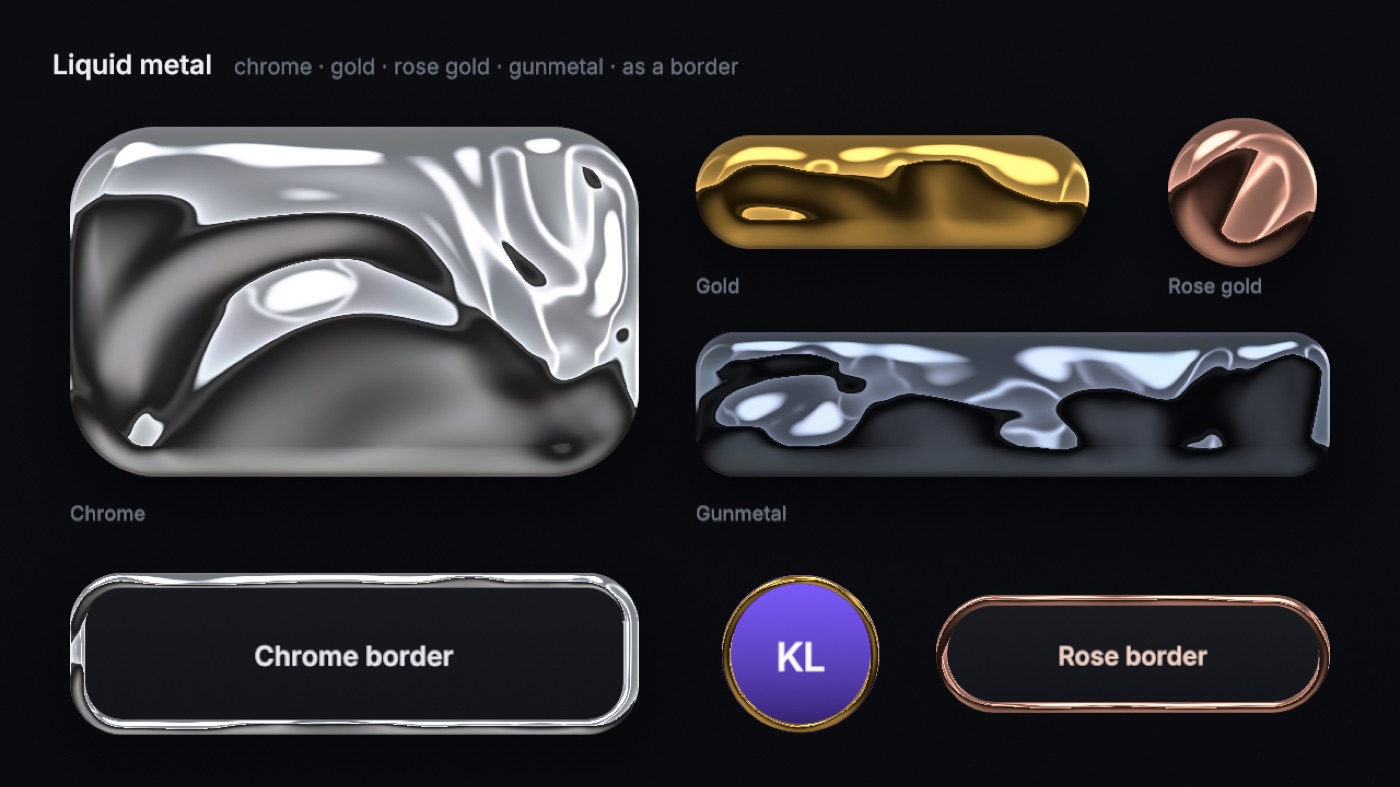 Liquid metal chrome · gold · rose gold · gunmetal · as a border
Gold
Rose gold
Chrome
Gunmetal
Chrome border
KL
Rose border